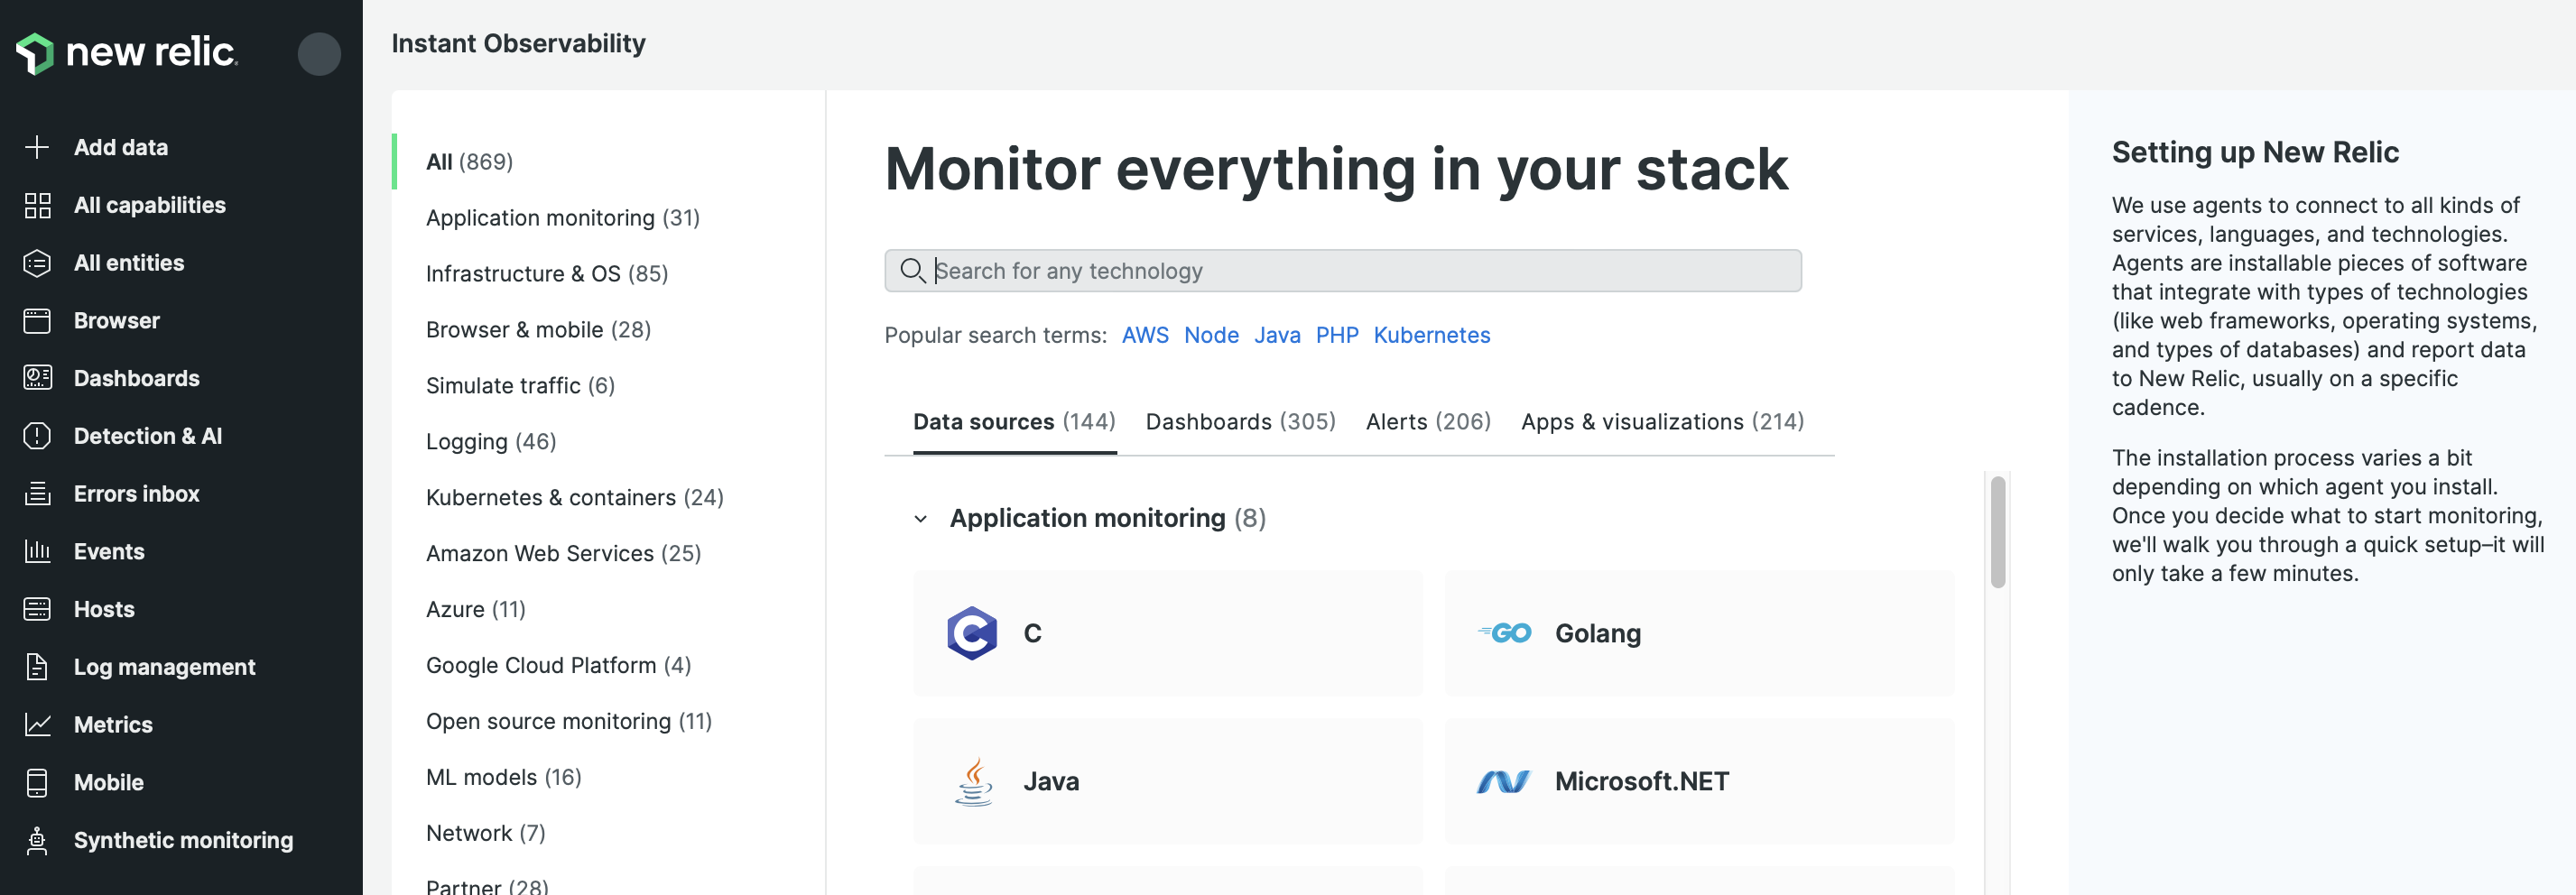 new relic
Add data
All capabilities
All entities
Browser
Dashboards
Detection & AI
Errors inbox
Events
Hosts
Log management
Metrics
Mobile
Synthetic monitoring
Instant Observability
All (869)
Application monitoring (31)
Infrastructure & OS (85)
Browser & mobile (28)
Simulate traffic (6)
Logging (46)
Kubernetes & containers (24)
Amazon Web Services (25)
Azure (11)
Google Cloud Platform (4)
Open source monitoring (11)
ML models (16)
Network (7)
Partner (28)
Monitor everything in your stack
Search for any technology
Popular search terms: AWS Node Java PHP Kubernetes
Data sources (144) Dashboards (305) Alerts (206) Apps & visualizations (214)
Application monitoring (8)
C C
GO Golang
Java
Microsoft.NET
Setting up New Relic
We use agents to connect to all kinds of
services, languages, and technologies.
Agents are installable pieces of software
that integrate with types of technologies
(like web frameworks, operating systems,
and types of databases) and report data
to New Relic, usually on a specific
cadence.
The installation process varies a bit
depending on which agent you install.
Once you decide what to start monitoring,
we'll walk you through a quick setup–it will
only take a few minutes.